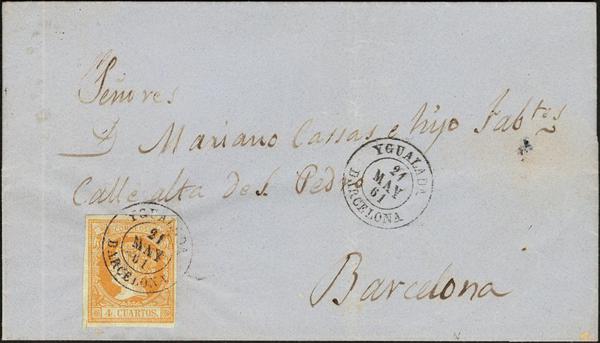 Señores
D. Mariano Cassas e hijo Fabtes
Calle alta de S. Pedro
YGUALADA
21
MAY
61
BARCELONA
YGUALADA
21
MAY
61
BARCELONA
4 CUARTOS.
Barcelona